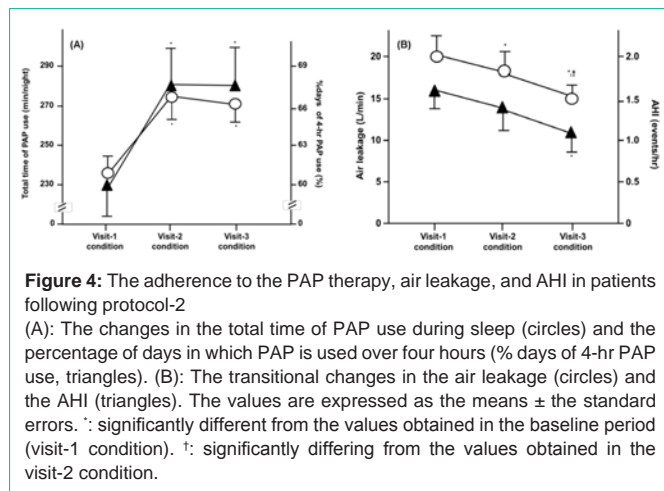 (A)
(B)
Total time of PAP use (min/night)
290
270
250
230
0
%days of 4-hr PAP use (%)
69
66
63
60
0
Visit-1 condition
Visit-2 condition
Visit-3 condition
*
*
*
*
Air leakage (L/min)
20
15
10
5
0
AHI (events/hr)
2.0
1.5
1.0
0.5
0.0
Visit-1 condition
Visit-2 condition
Visit-3 condition
*
*†
*
Figure 4: The adherence to the PAP therapy, air leakage, and AHI in patients
following protocol-2
(A): The changes in the total time of PAP use during sleep (circles) and the
percentage of days in which PAP is used over four hours (% days of 4-hr PAP
use, triangles). (B): The transitional changes in the air leakage (circles) and
the AHI (triangles). The values are expressed as the means ± the standard
errors. *: significantly different from the values obtained in the baseline period
(visit-1 condition). †: significantly differing from the values obtained in the
visit-2 condition.